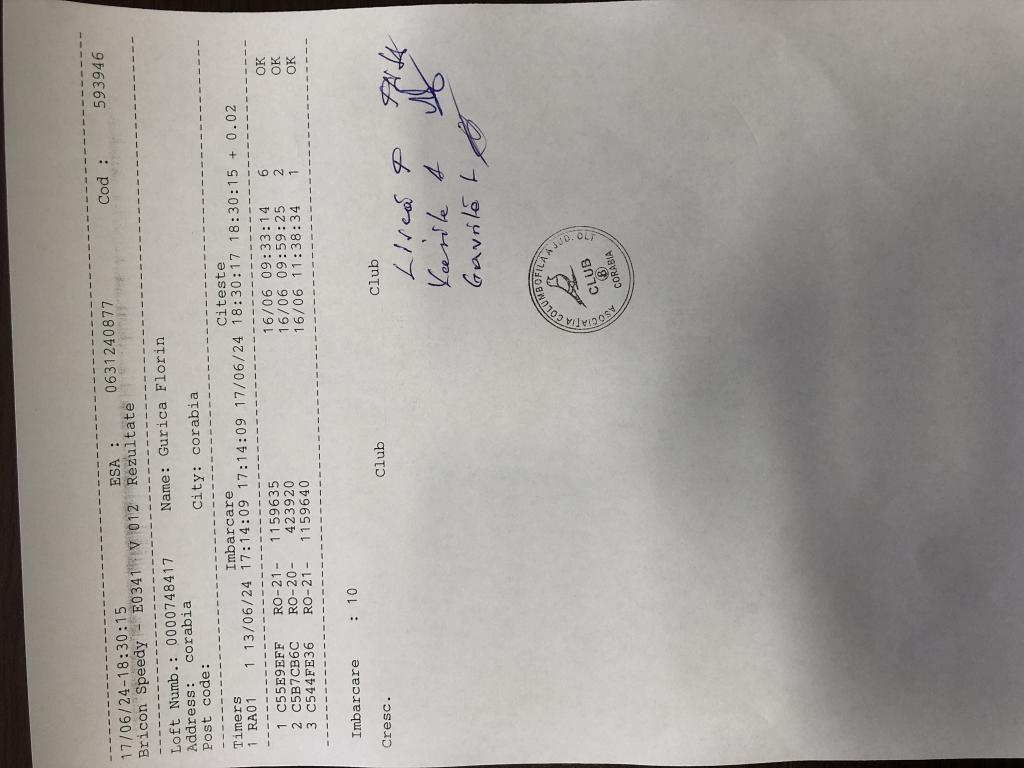 17/06/24-18:30:15 ESA : 0631240877 Cod : 593946
Bricon Speedy - E0341 V 012 Rezultate
Loft Numb.: 0000748417 Name: Gurica Florin
Address: corabia
Post code: City: corabia
Timers Imbarcare Citeste
1 RA01 1 13/06/24 17:14:09 17:14:09 17/06/24 18:30:17 18:30:15 + 0.02
1 C55E9EFF RO-21- 1159635 16/06 09:33:14 6 OK
2 C5B7CB6C RO-20- 423920 16/06 09:59:25 2 OK
3 C544FE36 RO-21- 1159640 16/06 11:38:34 1 OK
Imbarcare : 10
Cresc. Club Club
Gavrilă L
ASOCIAȚIA COLUMBOFILA A JUD. OLT
CLUB
CORABIA